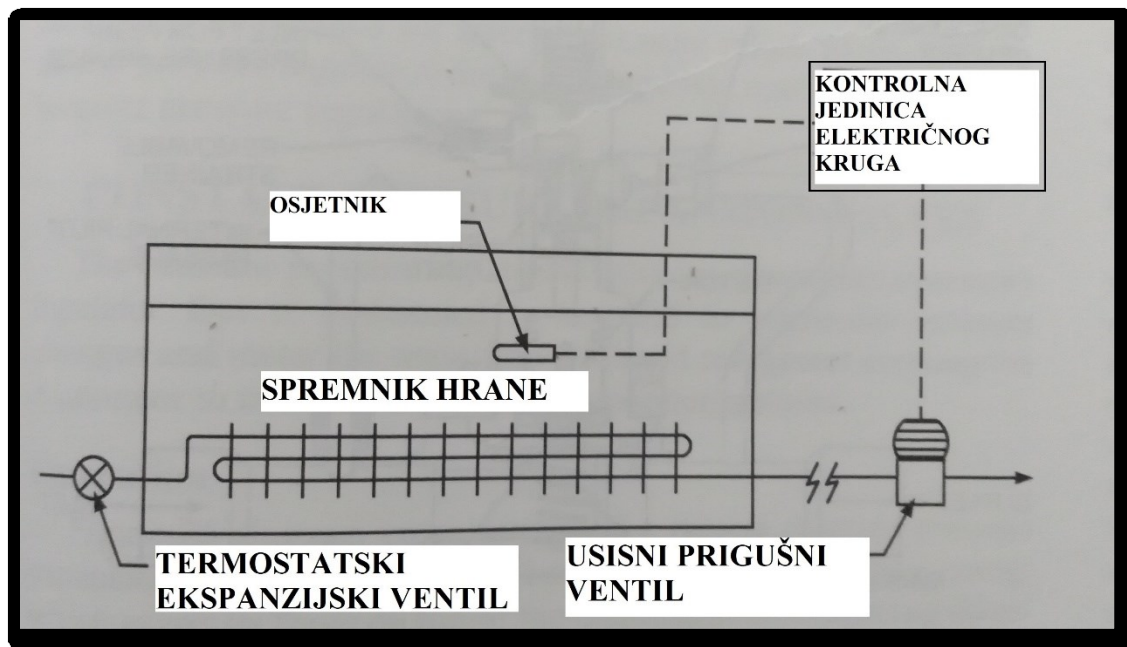 KONTROLNA
JEDINICA
ELEKTRIČNOG
KRUGA
OSJETNIK
SPREMNIK HRANE
TERMOSTATSKI
EKSPANZIJSKI VENTIL
USISNI PRIGUŠNI
VENTIL